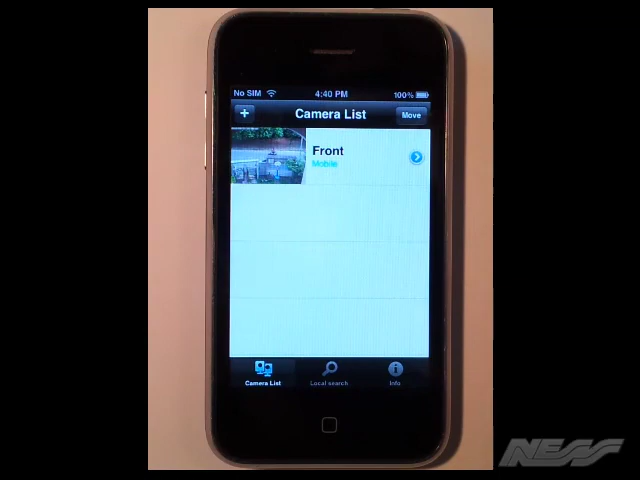 No SIM 4:40 PM 100%
+ Camera List Move
Front
Mobile
Camera List Local search Info
NESS